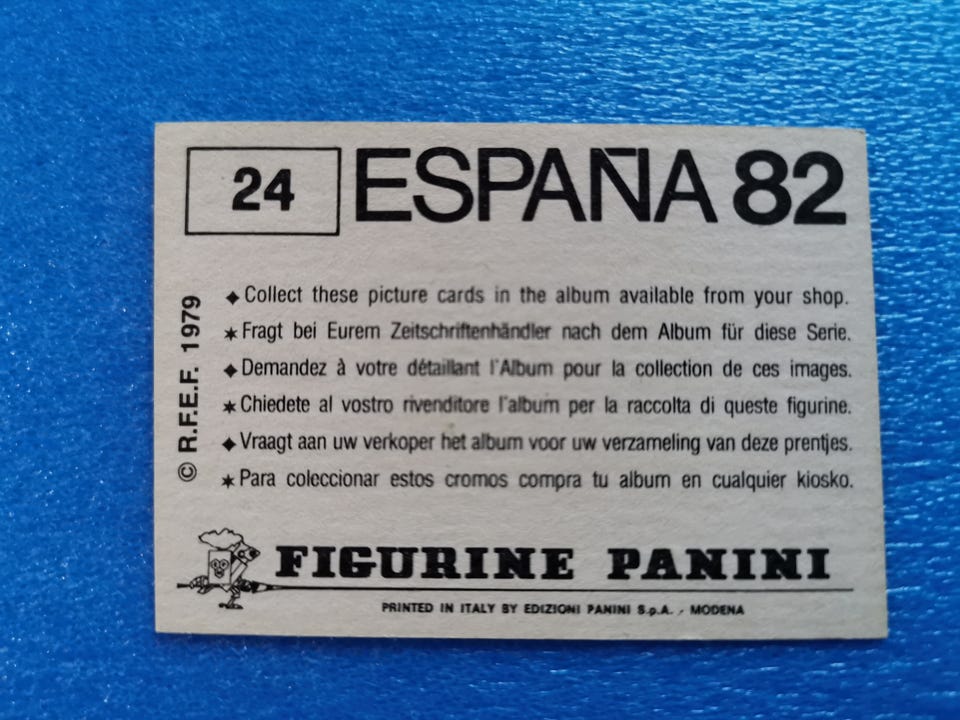 24 ESPAÑA 82
© R.F.E.F. 1979
◆ Collect these picture cards in the album available from your shop.
★ Fragt bei Eurem Zeitschriftenhändler nach dem Album für diese Serie.
◆ Demandez à votre détaillant l'Album pour la collection de ces images.
★ Chiedete al vostro rivenditore l'album per la raccolta di queste figurine.
◆ Vraagt aan uw verkoper het album voor uw verzameling van deze prentjes.
★ Para coleccionar estos cromos compra tu album en cualquier kiosko.
FIGURINE PANINI
PRINTED IN ITALY BY EDIZIONI PANINI S.p.A. - MODENA